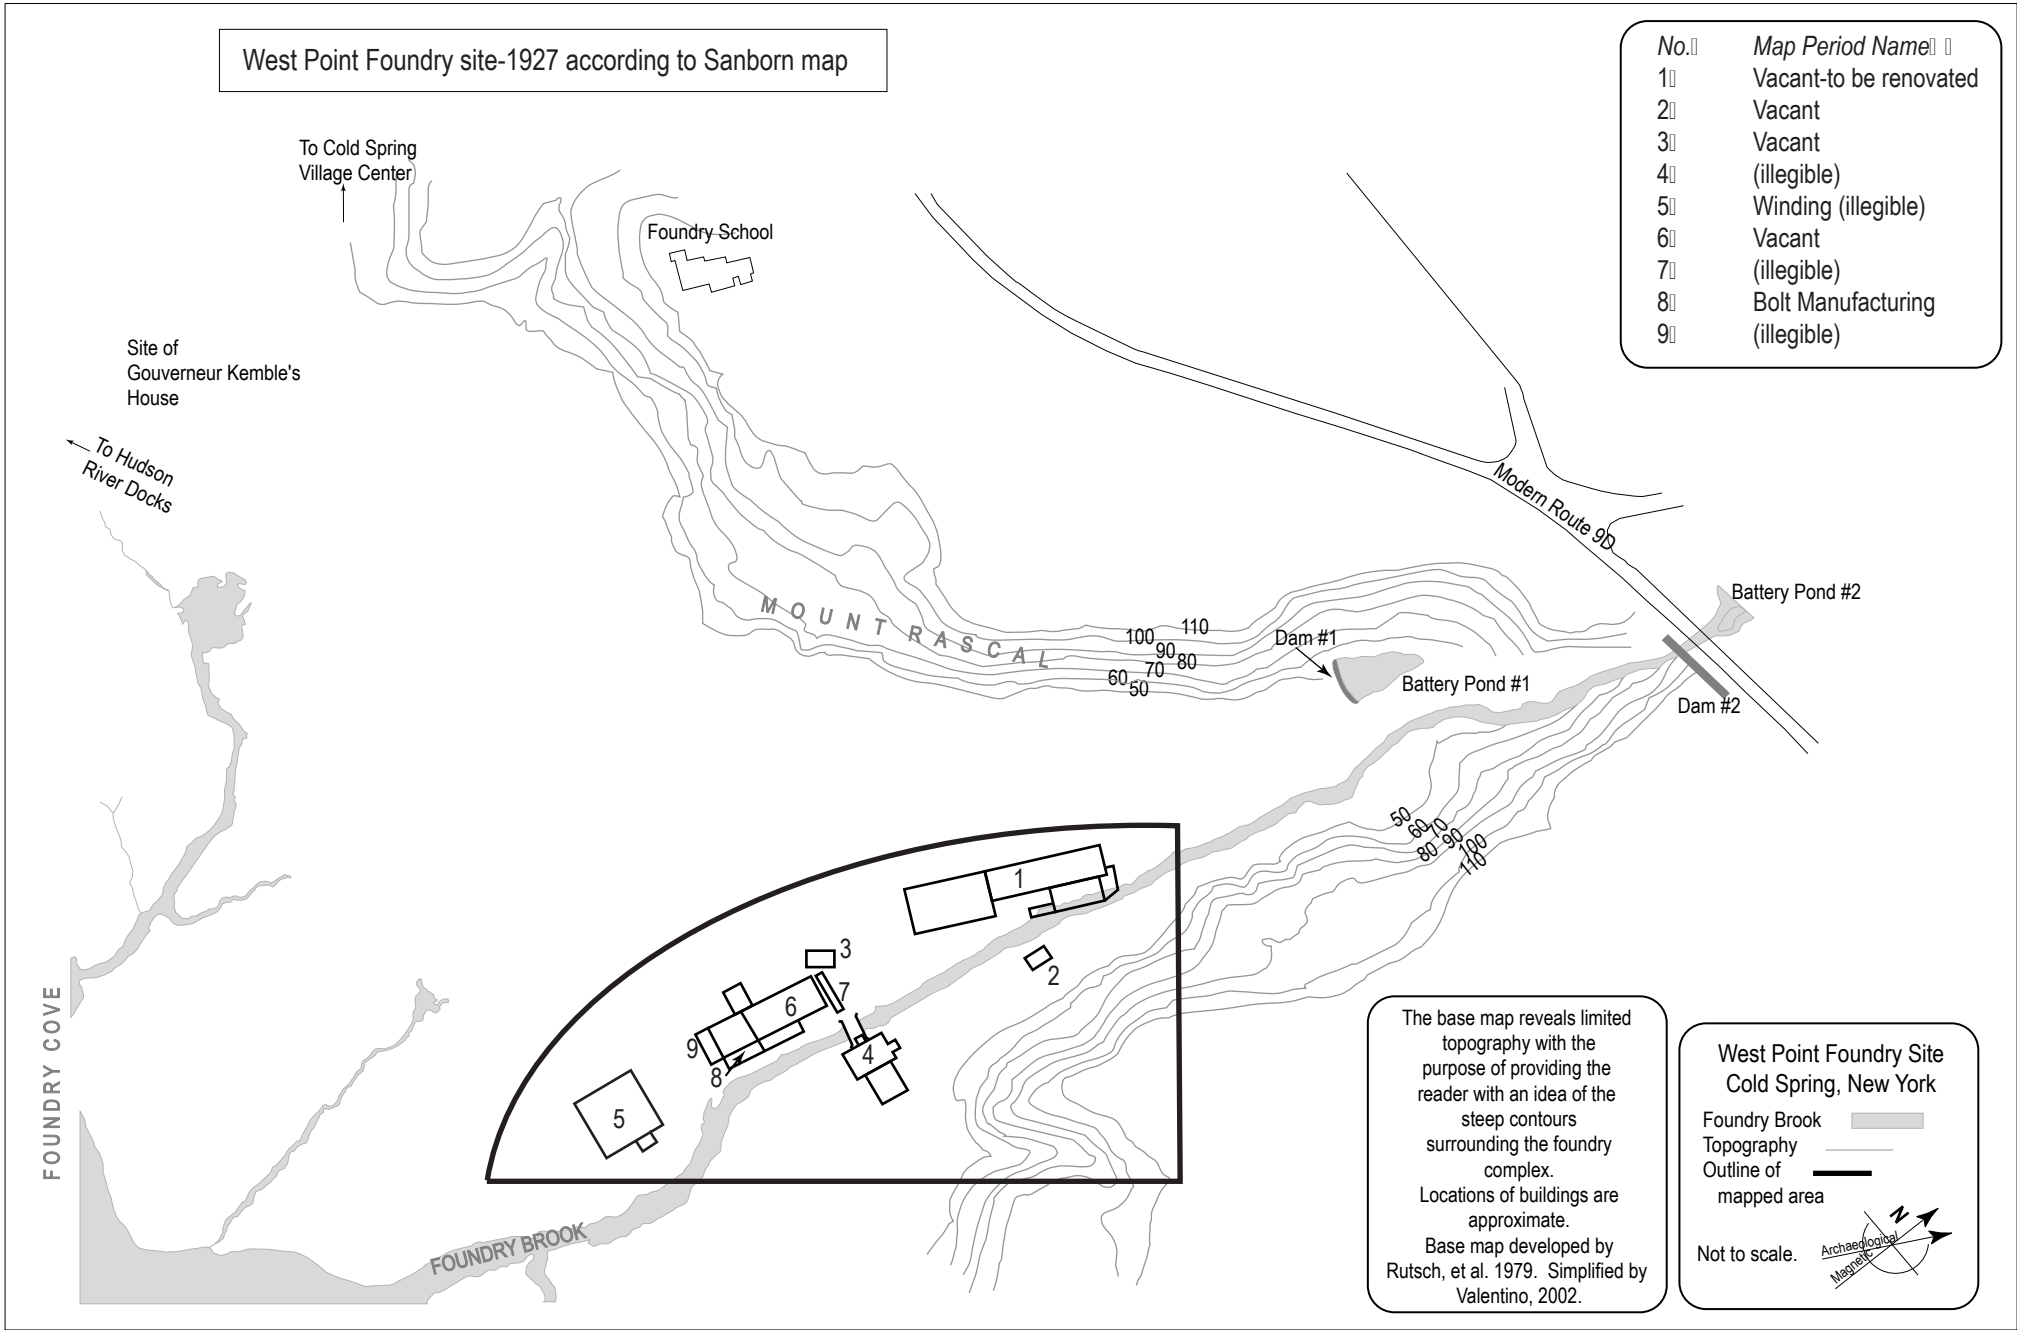 West Point Foundry site-1927 according to Sanborn map
No. Map Period Name
1 Vacant-to be renovated
2 Vacant
3 Vacant
4 (illegible)
5 Winding (illegible)
6 Vacant
7 (illegible)
8 Bolt Manufacturing
9 (illegible)
To Cold Spring
Village Center
Foundry School
Site of
Gouverneur Kemble's
House
To Hudson
River Docks
Modern Route 9D
Battery Pond #2
MOUNT RASCAL
110
100
90
80
70
60
50
Dam #1
Battery Pond #1
Dam #2
50
60
70
80
90
100
110
1
2
3
4
5
6
7
8
9
FOUNDRY COVE
FOUNDRY BROOK
The base map reveals limited
topography with the
purpose of providing the
reader with an idea of the
steep contours
surrounding the foundry
complex.
Locations of buildings are
approximate.
Base map developed by
Rutsch, et al. 1979. Simplified by
Valentino, 2002.
West Point Foundry Site
Cold Spring, New York
Foundry Brook
Topography
Outline of
mapped area
Not to scale.
N
Archaeological
Magnetic